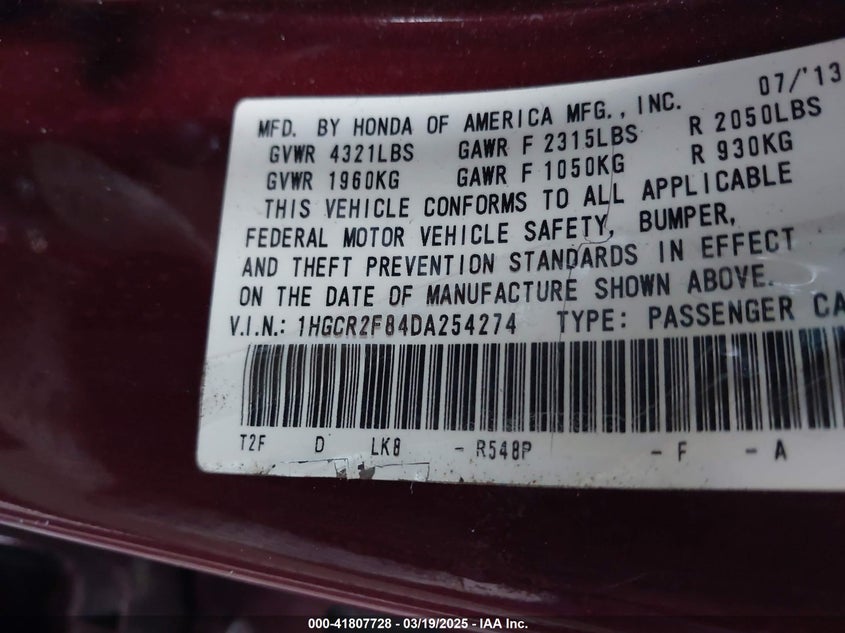 07/'13
MFD. BY HONDA OF AMERICA MFG., INC.
GVWR 4321LBS GAWR F 2315LBS R 2050LBS
GVWR 1960KG GAWR F 1050KG R 930KG
THIS VEHICLE CONFORMS TO ALL APPLICABLE
FEDERAL MOTOR VEHICLE SAFETY, BUMPER,
AND THEFT PREVENTION STANDARDS IN EFFECT
ON THE DATE OF MANUFACTURE SHOWN ABOVE.
V.I.N.: 1HGCR2F84DA254274 TYPE: PASSENGER CA
T2F D LK8 - R548P - F - A
000-41807728 - 03/19/2025 - IAA Inc.